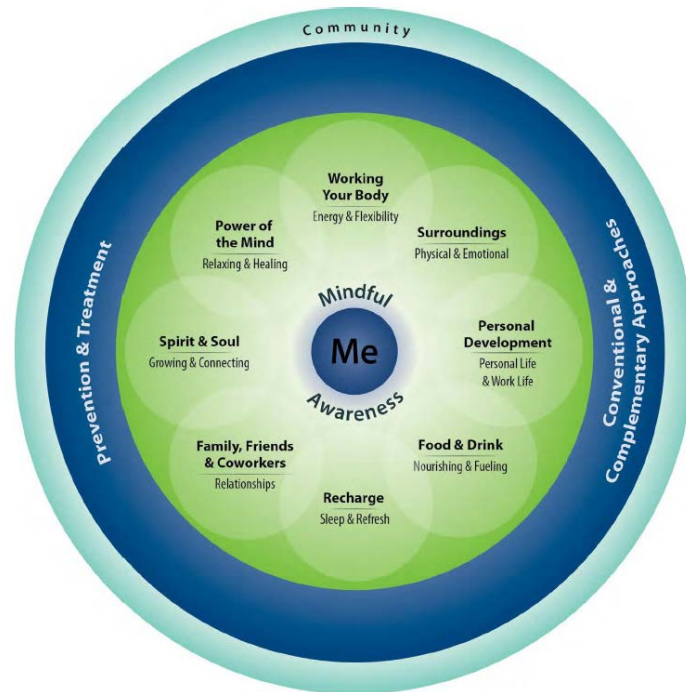 Community
Working
Your Body
Energy & Flexibility
Surroundings
Physical & Emotional
Personal
Development
Personal Life
& Work Life
Food & Drink
Nourishing & Fueling
Recharge
Sleep & Refresh
Family, Friends
& Coworkers
Relationships
Spirit & Soul
Growing & Connecting
Power of
the Mind
Relaxing & Healing
Mindful
Me
Awareness
Prevention & Treatment
Conventional &
Complementary Approaches